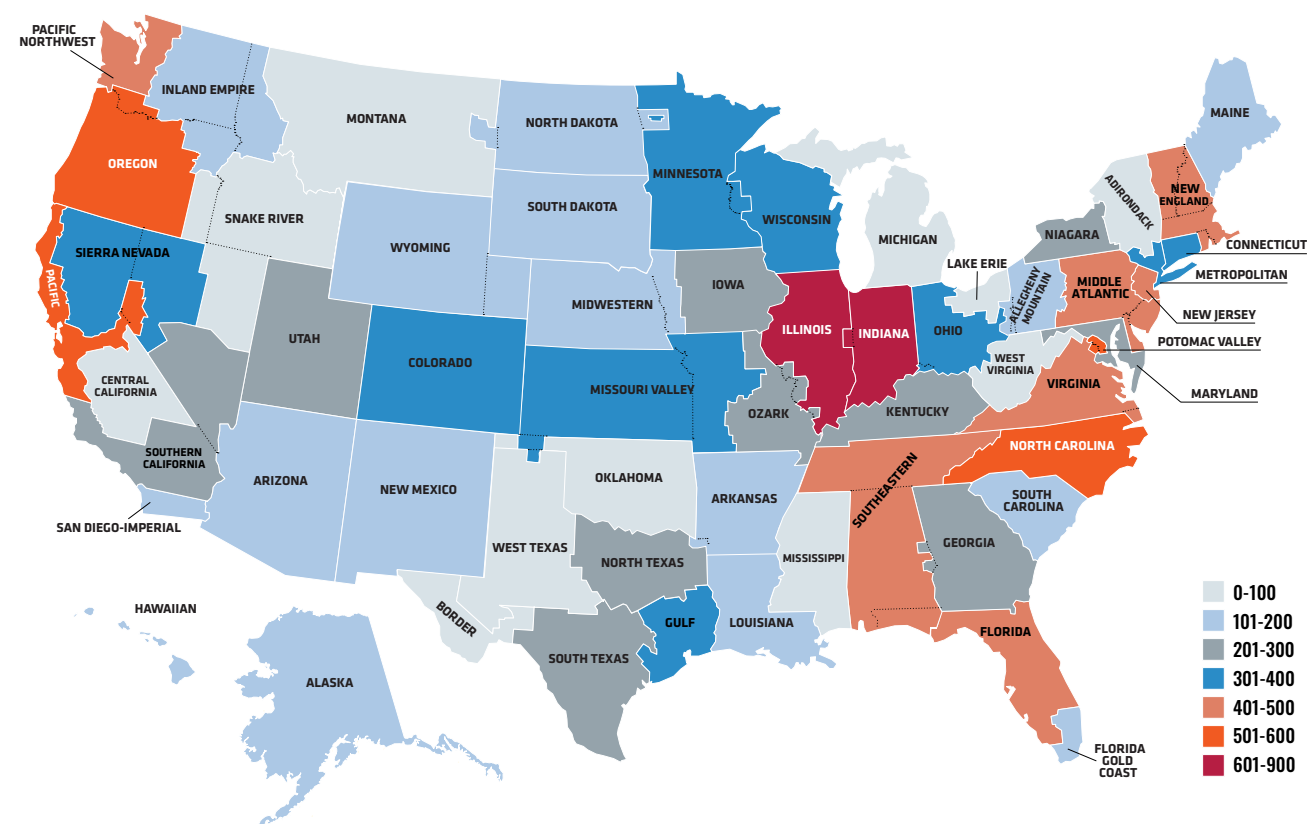 PACIFIC
NORTHWEST
INLAND EMPIRE
MONTANA
NORTH DAKOTA
MINNESOTA
MAINE
OREGON
SNAKE RIVER
SOUTH DAKOTA
WISCONSIN
MICHIGAN
ADIRONDACK
NEW
ENGLAND
SIERRA NEVADA
WYOMING
NIAGARA
CONNECTICUT
PACIFIC
MIDWESTERN
IOWA
LAKE ERIE
ALLEGHENY
MOUNTAIN
MIDDLE
ATLANTIC
METROPOLITAN
UTAH
COLORADO
ILLINOIS
INDIANA
OHIO
NEW JERSEY
POTOMAC VALLEY
CENTRAL
CALIFORNIA
MISSOURI VALLEY
OZARK
KENTUCKY
WEST
VIRGINIA
VIRGINIA
MARYLAND
SOUTHERN
CALIFORNIA
ARIZONA
NEW MEXICO
OKLAHOMA
ARKANSAS
SOUTHEASTERN
NORTH CAROLINA
SOUTH
CAROLINA
SAN DIEGO-IMPERIAL
WEST TEXAS
NORTH TEXAS
MISSISSIPPI
GEORGIA
HAWAIIAN
BORDER
SOUTH TEXAS
GULF
LOUISIANA
FLORIDA
ALASKA
FLORIDA
GOLD
COAST
0-100
101-200
201-300
301-400
401-500
501-600
601-900